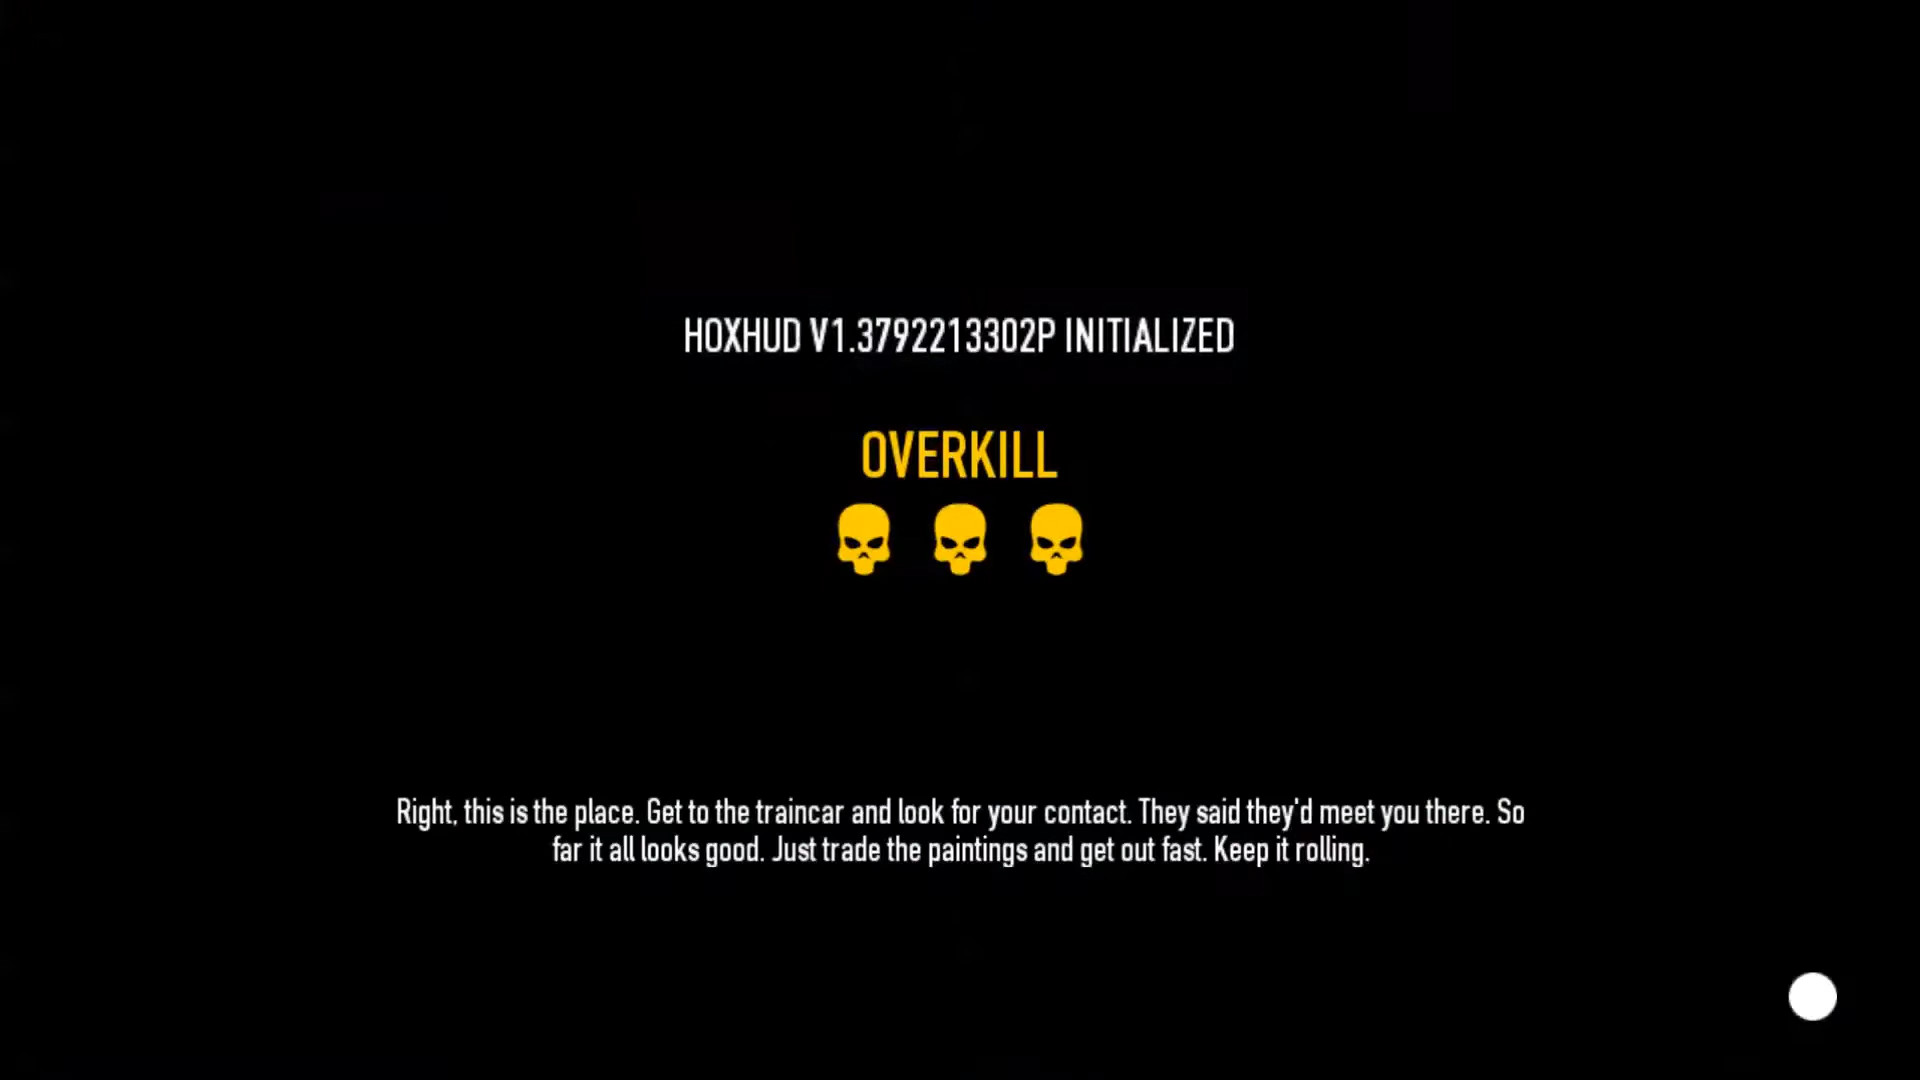 HOXHUD V1.3792213302P INITIALIZED
OVERKILL
Right, this is the place. Get to the traincar and look for your contact. They said they'd meet you there. So
far it all looks good. Just trade the paintings and get out fast. Keep it rolling.